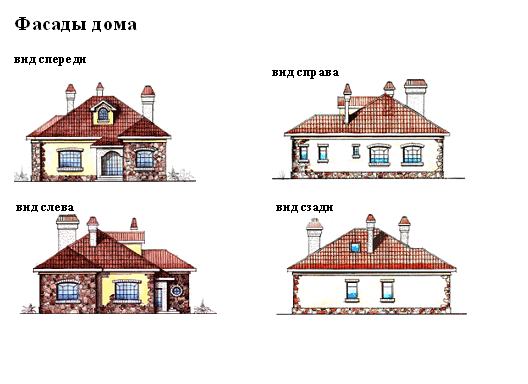 Фасады дома
вид спереди
вид справа
вид слева
вид сзади